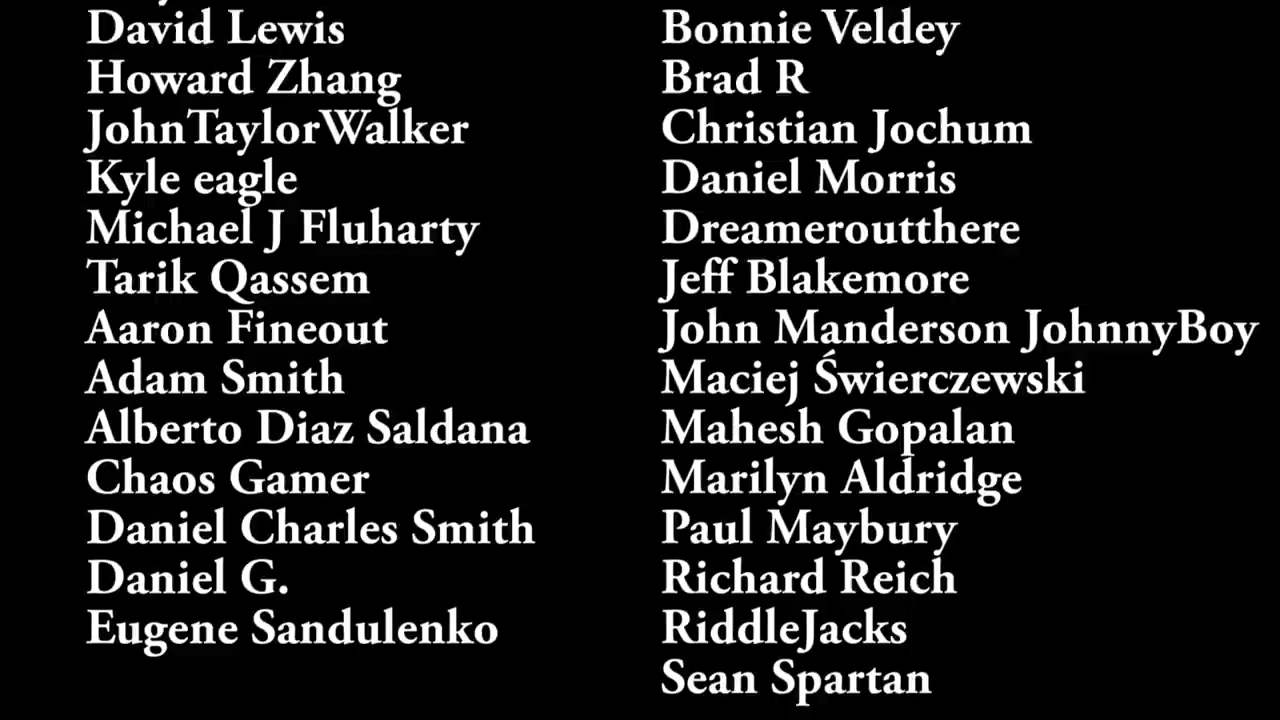 David Lewis
Howard Zhang
JohnTaylorWalker
Kyle eagle
Michael J Fluharty
Tarik Qassem
Aaron Fineout
Adam Smith
Alberto Diaz Saldana
Chaos Gamer
Daniel Charles Smith
Daniel G.
Eugene Sandulenko
Bonnie Veldey
Brad R
Christian Jochum
Daniel Morris
Dreameroutthere
Jeff Blakemore
John Manderson JohnnyBoy
Maciej Świerczewski
Mahesh Gopalan
Marilyn Aldridge
Paul Maybury
Richard Reich
RiddleJacks
Sean Spartan